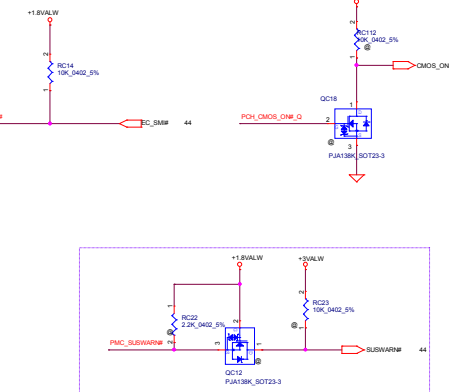 +1.8VALW
2
RC14
10K_0402_5%
1
EC_SMI#
44
2
RC112
10K_0402_5%
@
1
CMOS_ON
QC18
1
PCH_CMOS_ON#_Q
2
@
3
PJA138K_SOT23-3
+1.8VALW
+3VALW
1
RC22
2.2K_0402_5%
@
2
2
RC23
10K_0402_5%
@
1
2
PMC_SUSWARN#
3
1
SUSWARN#
44
QC12
PJA138K_SOT23-3